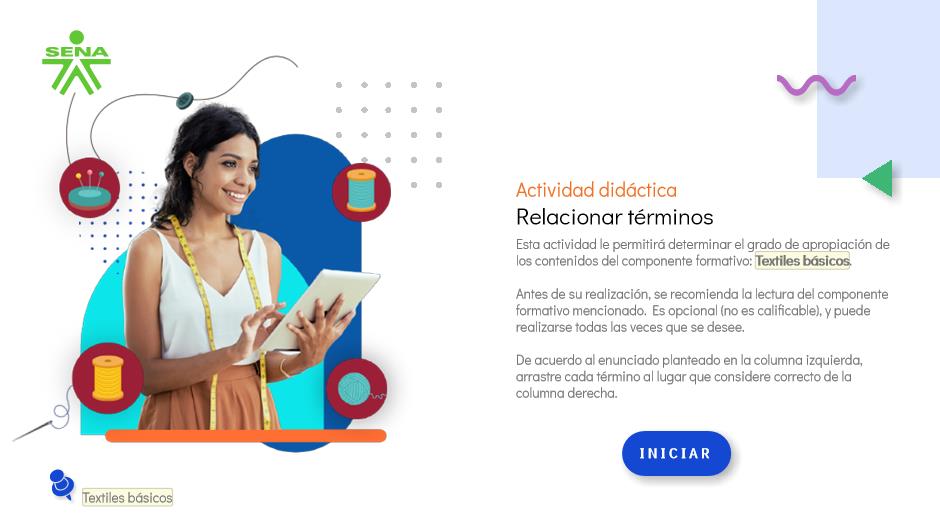 SENA
Actividad didáctica
Relacionar términos
Esta actividad le permitirá determinar el grado de apropiación de
los contenidos del componente formativo: Textiles básicos.
Antes de su realización, se recomienda la lectura del componente
formativo mencionado. Es opcional (no es calificable), y puede
realizarse todas las veces que se desee.
De acuerdo al enunciado planteado en la columna izquierda,
arrastre cada término al lugar que considere correcto de la
columna derecha.
INICIAR
Textiles básicos